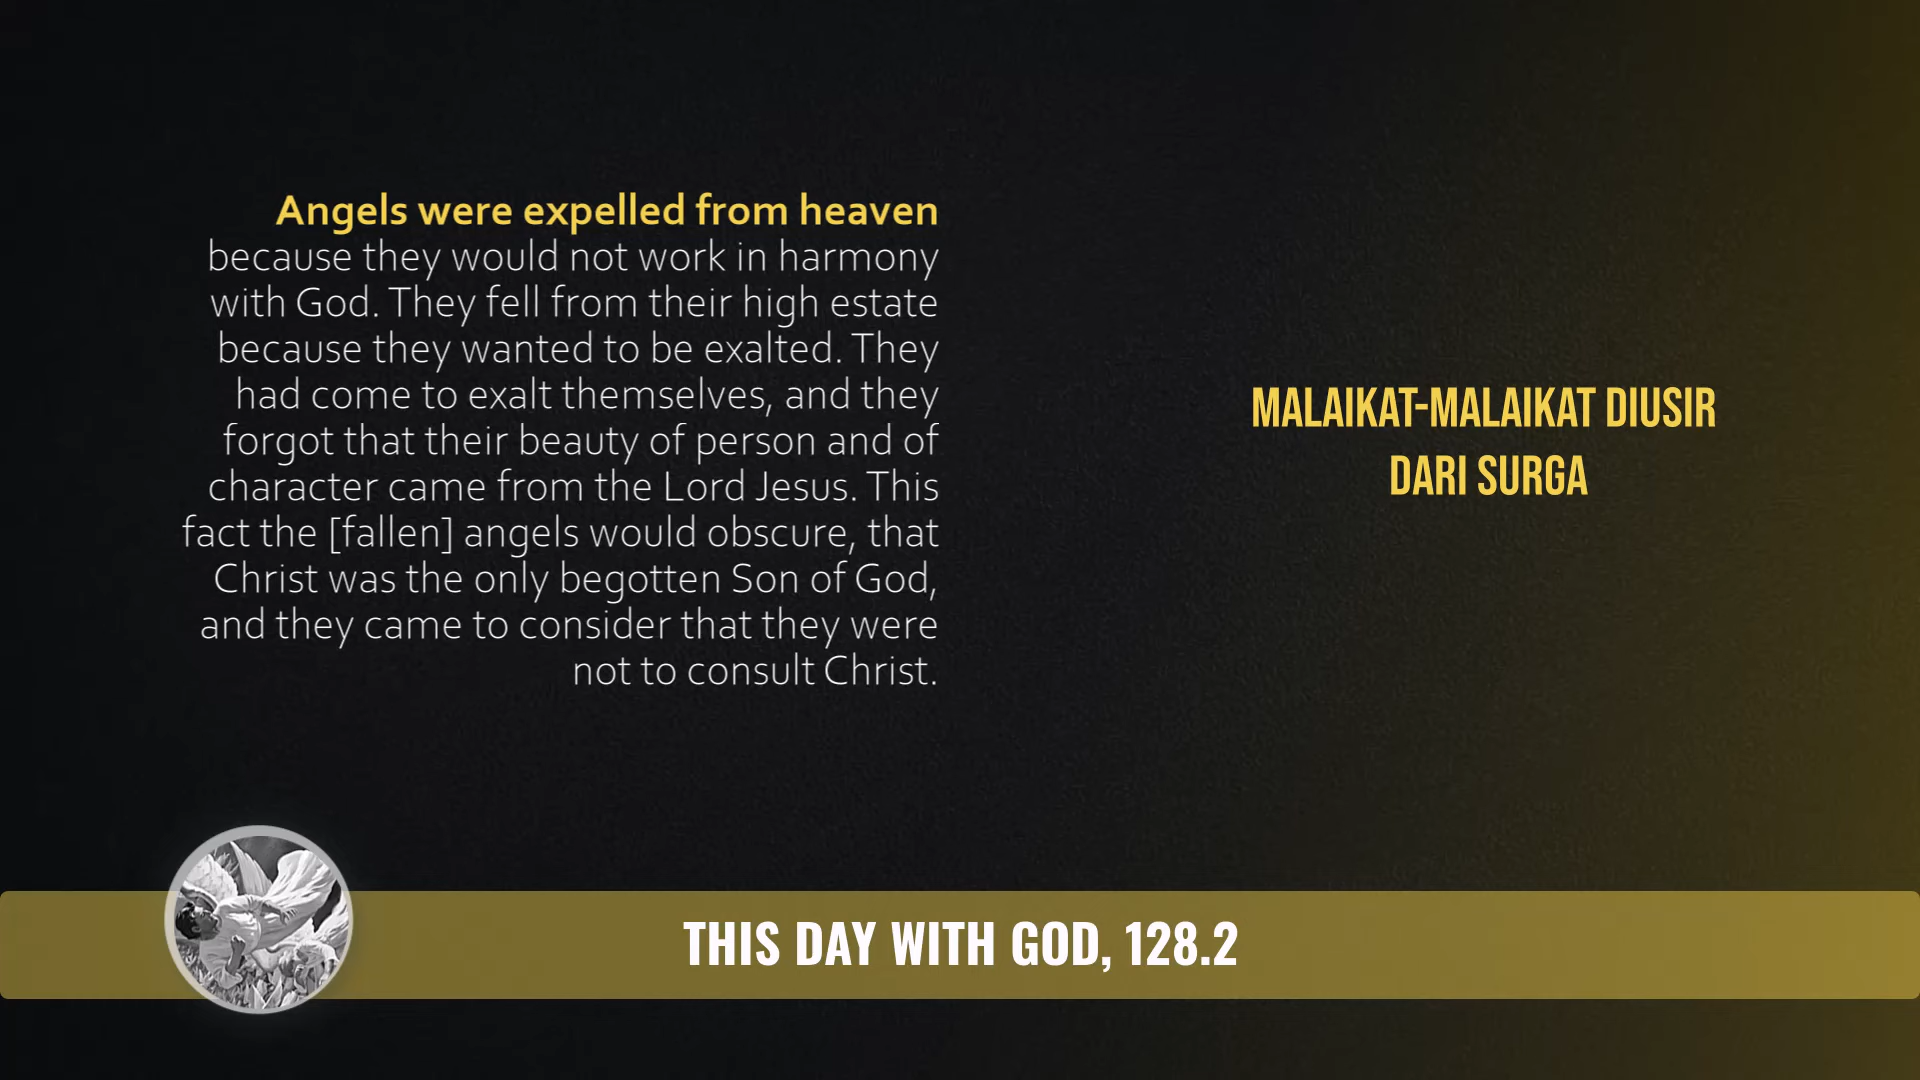 Angels were expelled from heaven
because they would not work in harmony
with God. They fell from their high estate
because they wanted to be exalted. They
had come to exalt themselves, and they
forgot that their beauty of person and of
character came from the Lord Jesus. This
fact the [fallen] angels would obscure, that
Christ was the only begotten Son of God,
and they came to consider that they were
not to consult Christ.
MALAIKAT-MALAIKAT DIUSIR
DARI SURGA
THIS DAY WITH GOD, 128.2